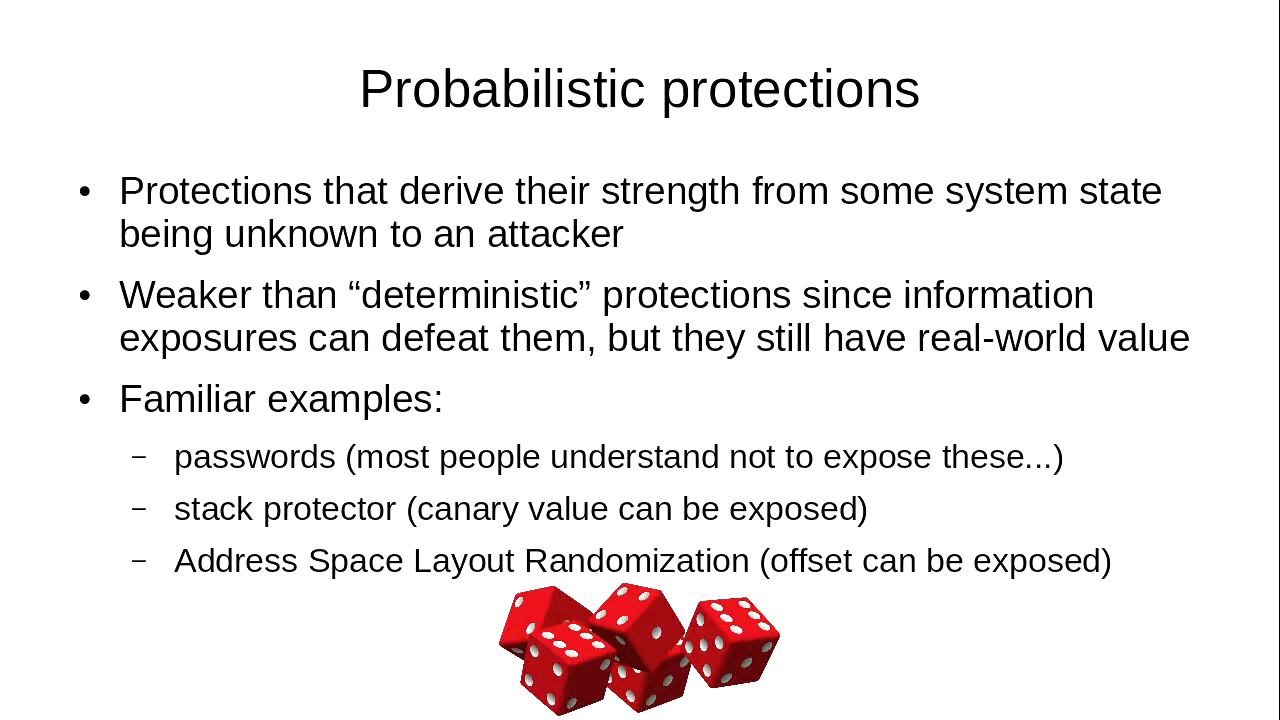 Probabilistic protections
• Protections that derive their strength from some system state
being unknown to an attacker
• Weaker than “deterministic” protections since information
exposures can defeat them, but they still have real-world value
• Familiar examples:
– passwords (most people understand not to expose these...)
– stack protector (canary value can be exposed)
– Address Space Layout Randomization (offset can be exposed)